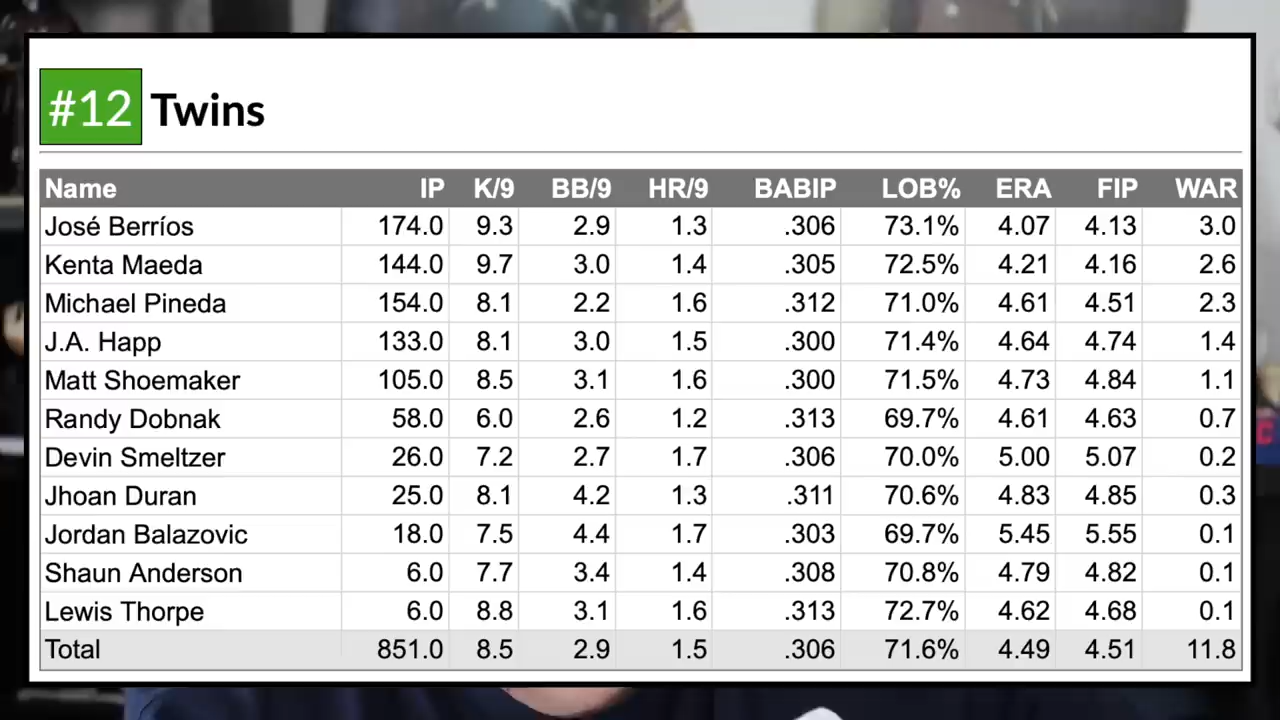 #12 Twins
Name IP K/9 BB/9 HR/9 BABIP LOB% ERA FIP WAR
José Berríos 174.0 9.3 2.9 1.3 .306 73.1% 4.07 4.13 3.0
Kenta Maeda 144.0 9.7 3.0 1.4 .305 72.5% 4.21 4.16 2.6
Michael Pineda 154.0 8.1 2.2 1.6 .312 71.0% 4.61 4.51 2.3
J.A. Happ 133.0 8.1 3.0 1.5 .300 71.4% 4.64 4.74 1.4
Matt Shoemaker 105.0 8.5 3.1 1.6 .300 71.5% 4.73 4.84 1.1
Randy Dobnak 58.0 6.0 2.6 1.2 .313 69.7% 4.61 4.63 0.7
Devin Smeltzer 26.0 7.2 2.7 1.7 .306 70.0% 5.00 5.07 0.2
Jhoan Duran 25.0 8.1 4.2 1.3 .311 70.6% 4.83 4.85 0.3
Jordan Balazovic 18.0 7.5 4.4 1.7 .303 69.7% 5.45 5.55 0.1
Shaun Anderson 6.0 7.7 3.4 1.4 .308 70.8% 4.79 4.82 0.1
Lewis Thorpe 6.0 8.8 3.1 1.6 .313 72.7% 4.62 4.68 0.1
Total 851.0 8.5 2.9 1.5 .306 71.6% 4.49 4.51 11.8